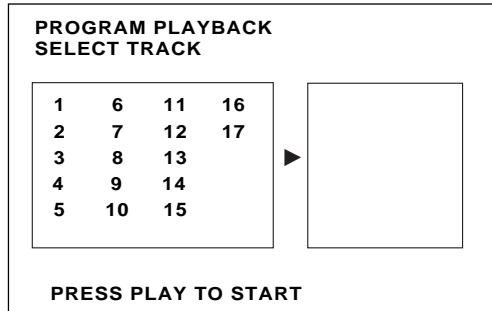 PROGRAM PLAYBACK
SELECT TRACK
1 6 11 16
2 7 12 17
3 8 13
4 9 14
5 10 15
PRESS PLAY TO START